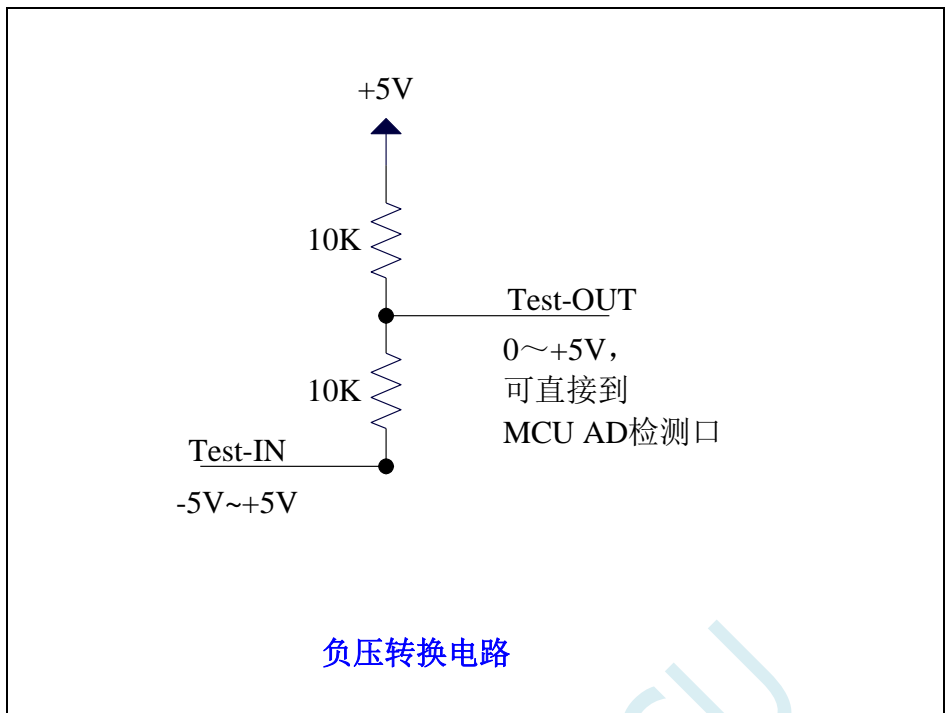 +5V
10K
Test-OUT
0～+5V，
可直接到
MCU AD检测口
10K
Test-IN
-5V~+5V
负压转换电路
CU